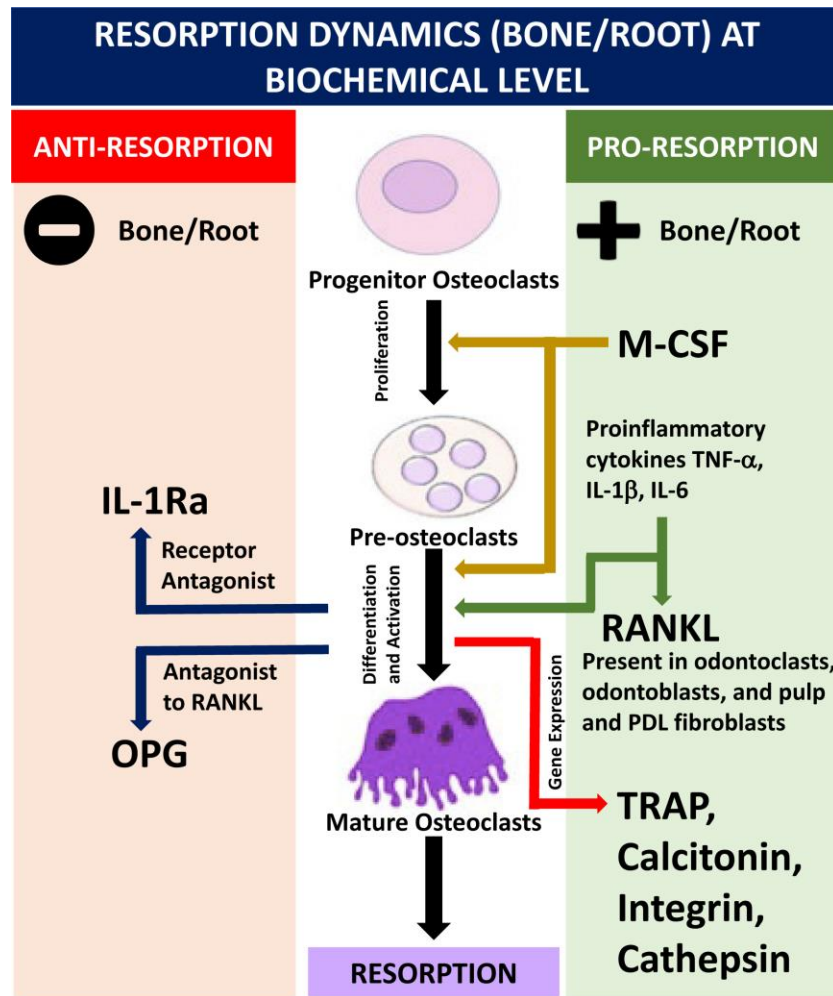 RESORPTION DYNAMICS (BONE/ROOT) AT
BIOCHEMICAL LEVEL
ANTI-RESORPTION
PRO-RESORPTION
Bone/Root
Bone/Root
Progenitor Osteoclasts
Proliferation
M-CSF
Proinflammatory
cytokines TNF-α,
IL-1β, IL-6
IL-1Ra
Receptor
Antagonist
Pre-osteoclasts
Differentiation
and Activation
RANKL
Present in odontoclasts,
odontoblasts, and pulp
and PDL fibroblasts
Antagonist
to RANKL
OPG
Gene Expression
Mature Osteoclasts
TRAP,
Calcitonin,
Integrin,
Cathepsin
RESORPTION